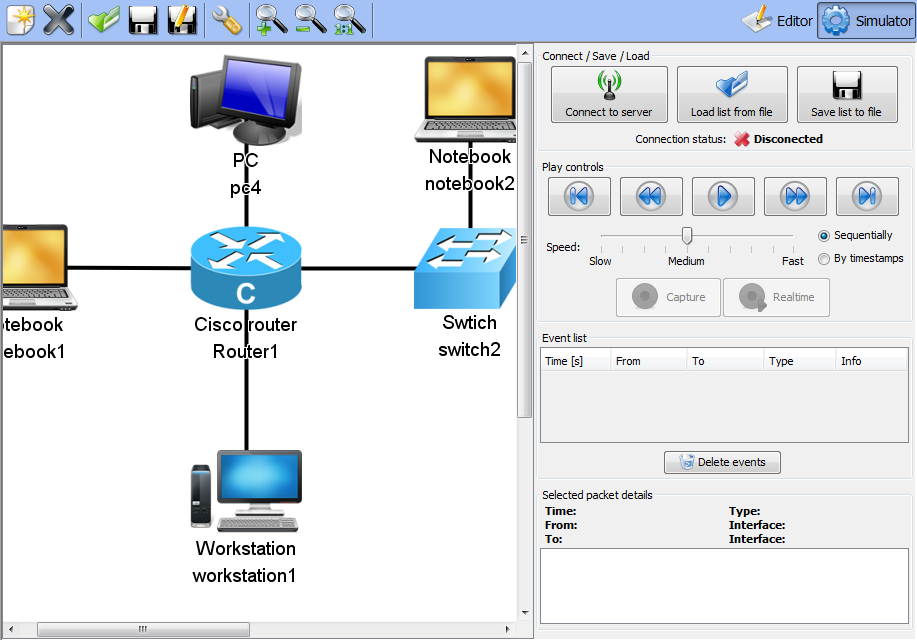 Editor
Simulator
1:1
PC
pc4
Notebook
notebook2
tebook
ebook1
C
Cisco router
Router1
Swtich
switch2
Workstation
workstation1
Connect / Save / Load
Connect to server
Load list from file
Save list to file
Connection status: Disconected
Play controls
Speed:
Slow
Medium
Fast
Sequentially
By timestamps
Capture
Realtime
Event list
Time [s] From To Type Info
Delete events
Selected packet details
Time: Type:
From: Interface:
To: Interface: